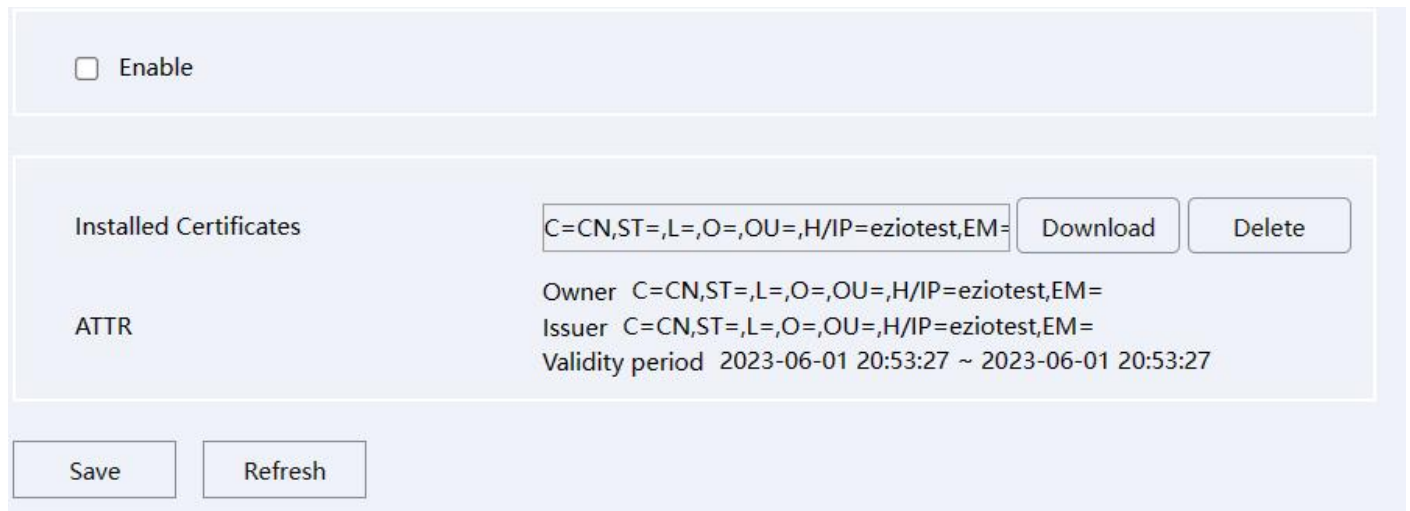 Enable
Installed Certificates C=CN,ST=,L=,O=,OU=,H/IP=eziotest,EM= Download Delete
Owner C=CN,ST=,L=,O=,OU=,H/IP=eziotest,EM=
ATTR Issuer C=CN,ST=,L=,O=,OU=,H/IP=eziotest,EM=
Validity period 2023-06-01 20:53:27 ~ 2023-06-01 20:53:27
Save Refresh